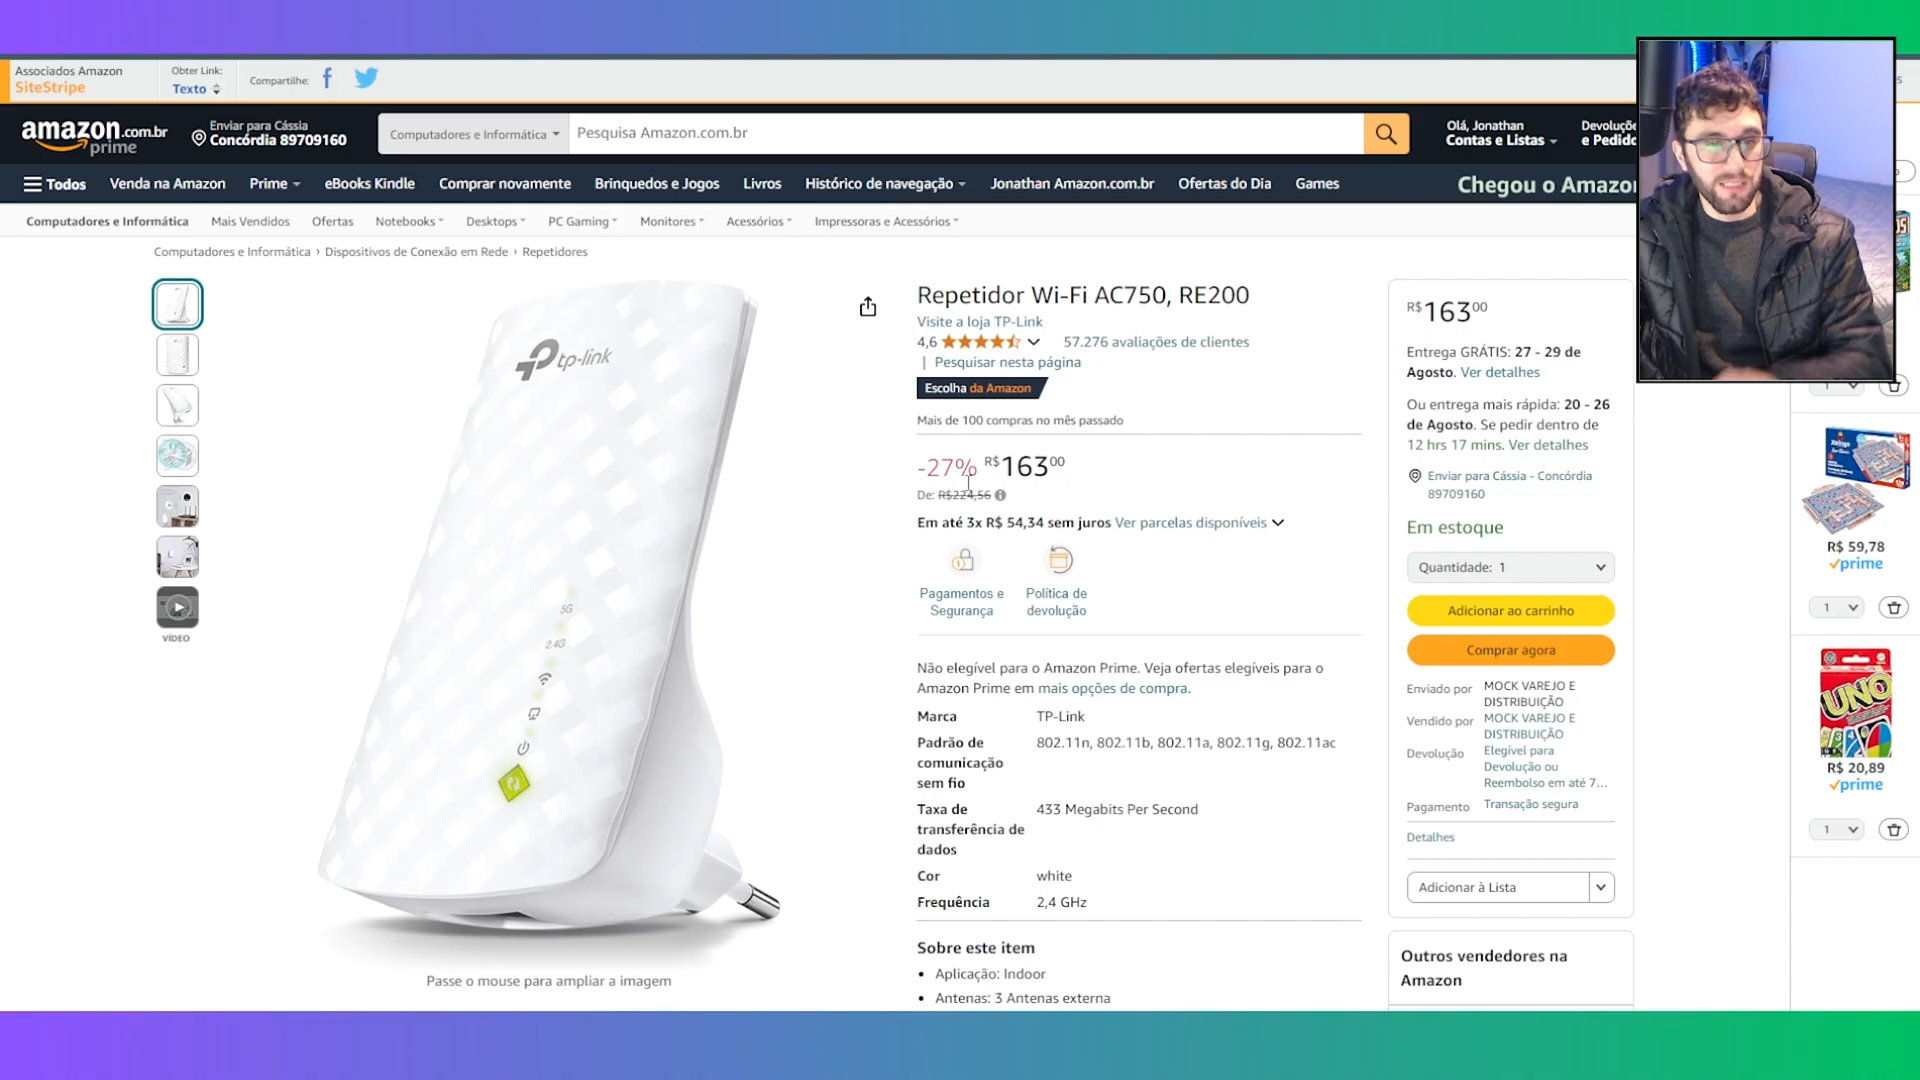 Associados Amazon
SiteStripe
Obter Link:
Texto
Compartilhe:
amazon.com.br
prime
Enviar para Cássia
Concórdia 89709160
Computadores e Informática
Pesquisa Amazon.com.br
Olá, Jonathan
Contas e Listas
Devoluçõe
e Pedido
Todos
Venda na Amazon
Prime
eBooks Kindle
Comprar novamente
Brinquedos e Jogos
Livros
Histórico de navegação
Jonathan Amazon.com.br
Ofertas do Dia
Games
Chegou o Amazo
Computadores e Informática
Mais Vendidos
Ofertas
Notebooks
Desktops
PC Gaming
Monitores
Acessórios
Impressoras e Acessórios
Computadores e Informática › Dispositivos de Conexão em Rede › Repetidores
tp-link
5G
2.4G
VÍDEO
Passe o mouse para ampliar a imagem
Repetidor Wi-Fi AC750, RE200
Visite a loja TP-Link
4,6
57.276 avaliações de clientes
| Pesquisar nesta página
Escolha da Amazon
Mais de 100 compras no mês passado
-27% R$ 163 00
De: R$224,56
Em até 3x R$ 54,34 sem juros Ver parcelas disponíveis
Pagamentos e
Segurança
Política de
devolução
Não elegível para o Amazon Prime. Veja ofertas elegíveis para o
Amazon Prime em mais opções de compra.
Marca
TP-Link
Padrão de
comunicação
sem fio
802.11n, 802.11b, 802.11a, 802.11g, 802.11ac
Taxa de
transferência de
dados
433 Megabits Per Second
Cor
white
Frequência
2,4 GHz
Sobre este item
• Aplicação: Indoor
• Antenas: 3 Antenas externa
R$ 163 00
Entrega GRÁTIS: 27 - 29 de
Agosto. Ver detalhes
Ou entrega mais rápida: 20 - 26
de Agosto. Se pedir dentro de
12 hrs 17 mins. Ver detalhes
Enviar para Cássia - Concórdia
89709160
Em estoque
Quantidade: 1
Adicionar ao carrinho
Comprar agora
Enviado por
MOCK VAREJO E
DISTRIBUIÇÃO
Vendido por
MOCK VAREJO E
DISTRIBUIÇÃO
Devolução
Elegível para
Devolução ou
Reembolso em até 7...
Pagamento
Transação segura
Detalhes
Adicionar à Lista
Outros vendedores na
Amazon
1
R$ 59,78
prime
1
UNO
R$ 20,89
prime
1